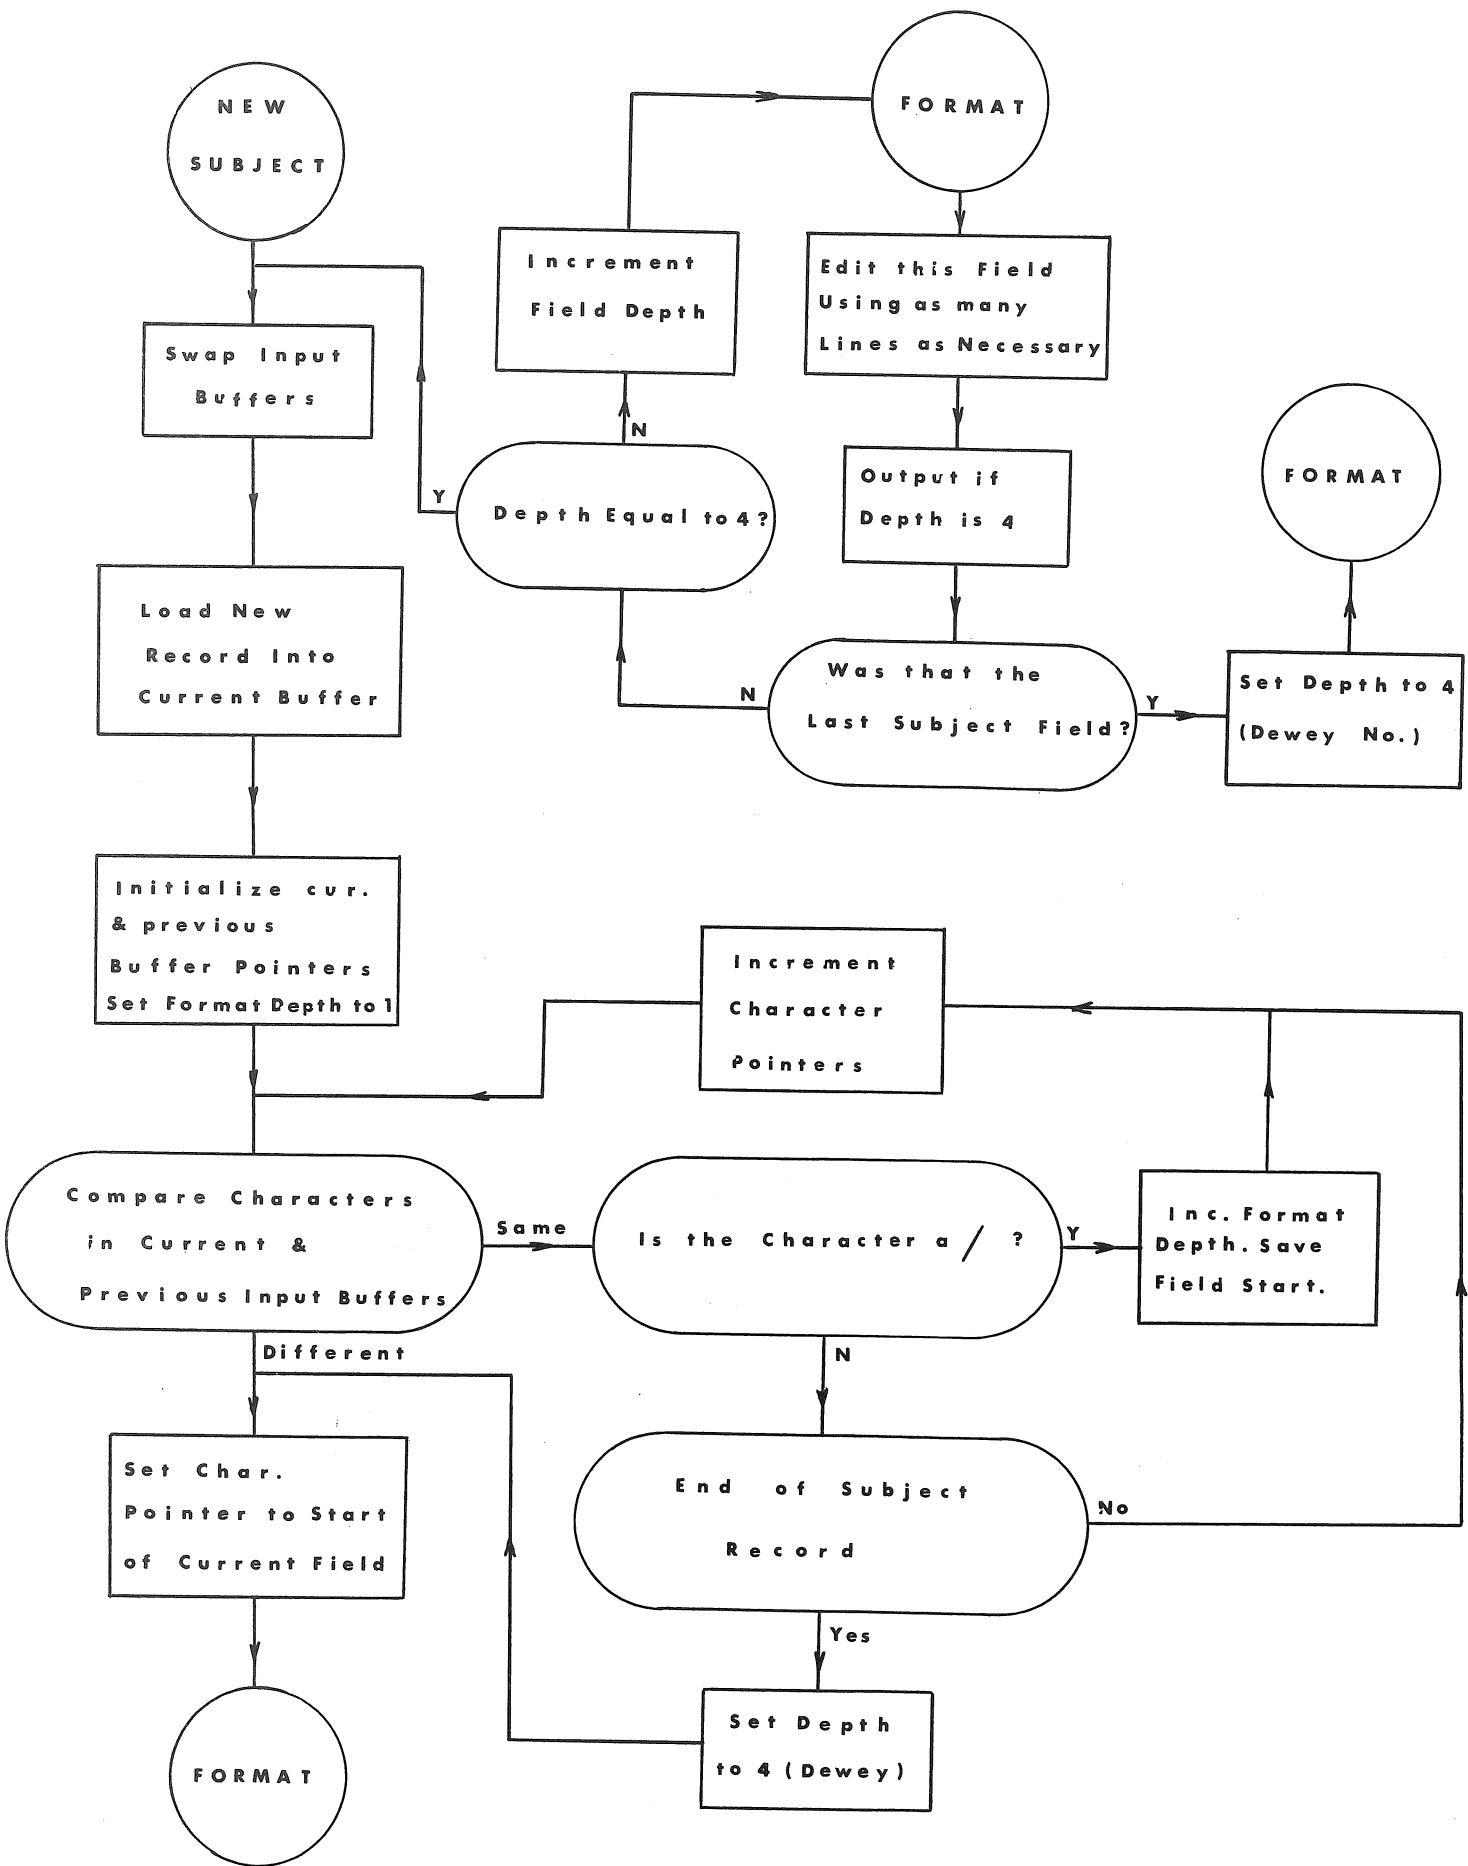 NEW
SUBJECT
Swap Input
Buffers
Load New
Record Into
Current Buffer
Initialize cur.
& previous
Buffer Pointers
Set Format Depth to 1
Compare Characters
in Current &
Previous Input Buffers
Same
Different
Set Char.
Pointer to Start
of Current Field
FORMAT
Increment
Field Depth
N
Y
Depth Equal to 4?
FORMAT
Edit this Field
Using as many
Lines as Necessary
Output if
Depth is 4
Was that the
Last Subject Field?
N
Y
Set Depth to 4
(Dewey No.)
FORMAT
Increment
Character
Pointers
Is the Character a / ?
Y
N
Inc. Format
Depth. Save
Field Start.
End of Subject
Record
No
Yes
Set Depth
to 4 (Dewey)